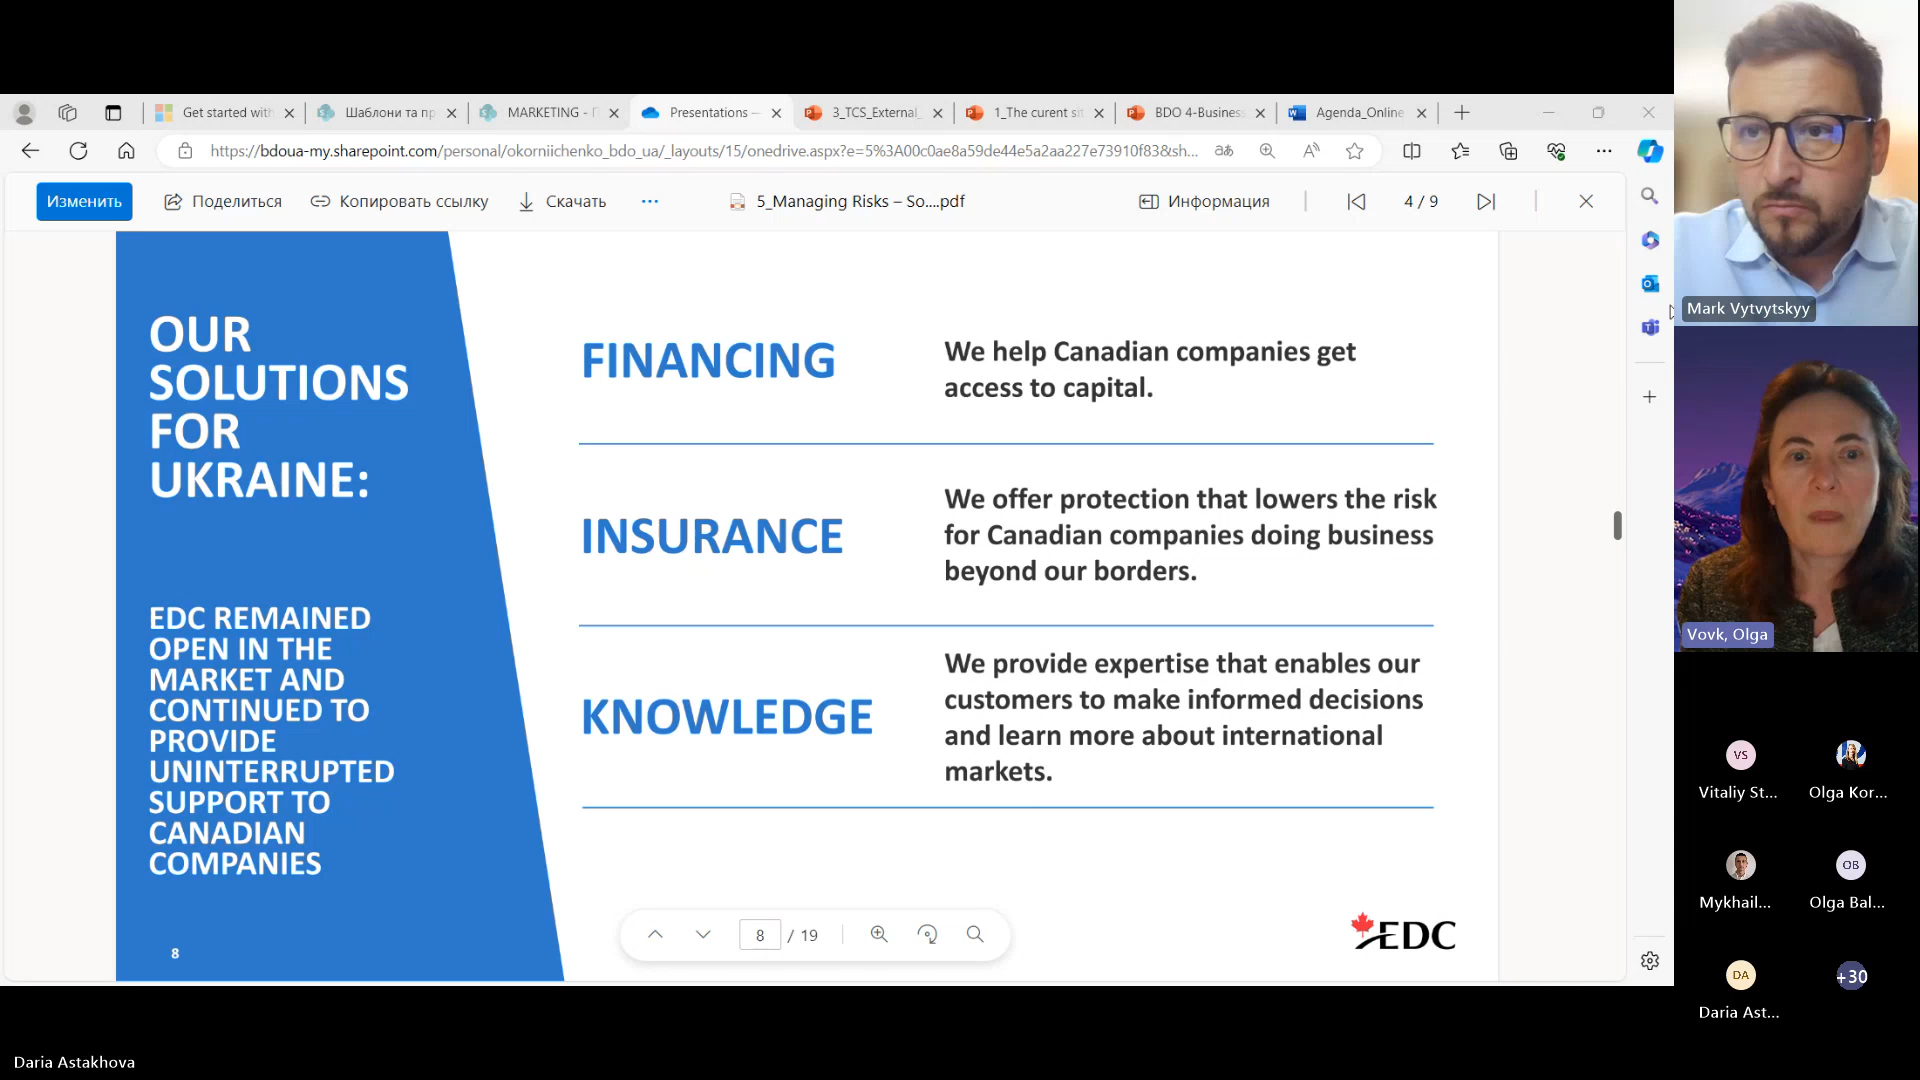 Get started with
Шаблони та пр
MARKETING - П
Presentations –
3_TCS_External_
1_The curent sit
BDO 4-Business
Agenda_Online
https://bdoua-my.sharepoint.com/personal/okorniichenko_bdo_ua/_layouts/15/onedrive.aspx?e=5%3A00c0ae8a59de44e5a2aa227e73910f83&sh...
Изменить
Поделиться
Копировать ссылку
Скачать
5_Managing Risks – So....pdf
Информация
4 / 9
OUR
SOLUTIONS
FOR
UKRAINE:
EDC REMAINED
OPEN IN THE
MARKET AND
CONTINUED TO
PROVIDE
UNINTERRUPTED
SUPPORT TO
CANADIAN
COMPANIES
8
FINANCING
We help Canadian companies get
access to capital.
INSURANCE
We offer protection that lowers the risk
for Canadian companies doing business
beyond our borders.
KNOWLEDGE
We provide expertise that enables our
customers to make informed decisions
and learn more about international
markets.
8 / 19
EDC
Mark Vytvytskyy
Vovk, Olga
VS
Vitaliy St...
Olga Kor...
Mykhail...
OB
Olga Bal...
DA
Daria Ast...
+30
Daria Astakhova